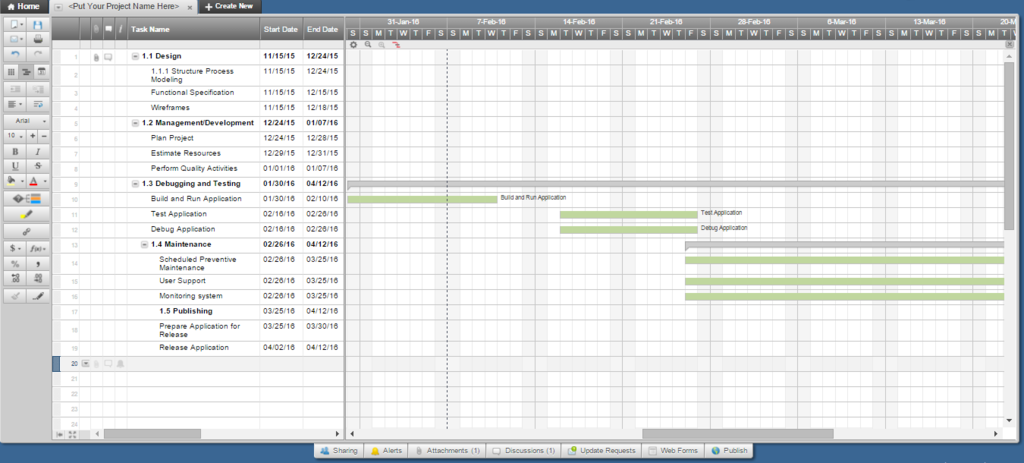 Home
<Put Your Project Name Here>
Create New
Task Name Start Date End Date
31-Jan-16 7-Feb-16 14-Feb-16 21-Feb-16 28-Feb-16 6-Mar-16 13-Mar-16 20-M
S S M T W T F S S M T W T F S S M T W T F S S M T W T F S S M T W T F S S M T W T F S S M T W T F S S M T
1 1.1 Design 11/15/15 12/24/15
2 1.1.1 Structure Process 11/15/15 12/24/15
Modeling
3 Functional Specification 11/15/15 12/15/15
4 Wireframes 11/15/15 12/18/15
5 1.2 Management/Development 12/24/15 01/07/16
6 Plan Project 12/24/15 12/28/15
7 Estimate Resources 12/29/15 12/31/15
8 Perform Quality Activities 01/01/16 01/07/16
9 1.3 Debugging and Testing 01/30/16 04/12/16
10 Build and Run Application 01/30/16 02/10/16 Build and Run Application
11 Test Application 02/16/16 02/26/16 Test Application
12 Debug Application 02/16/16 02/26/16 Debug Application
13 1.4 Maintenance 02/26/16 04/12/16
14 Scheduled Preventive 02/26/16 03/25/16
Maintenance
15 User Support 02/26/16 03/25/16
16 Monitoring system 02/26/16 03/25/16
17 1.5 Publishing 03/25/16 04/12/16
18 Prepare Application for 03/25/16 03/30/16
Release
19 Release Application 04/02/16 04/12/16
20
21
22
23
24
Arial
10
B I
U S
A
$ f(x)
% ,
Sharing Alerts Attachments (1) Discussions (1) Update Requests Web Forms Publish